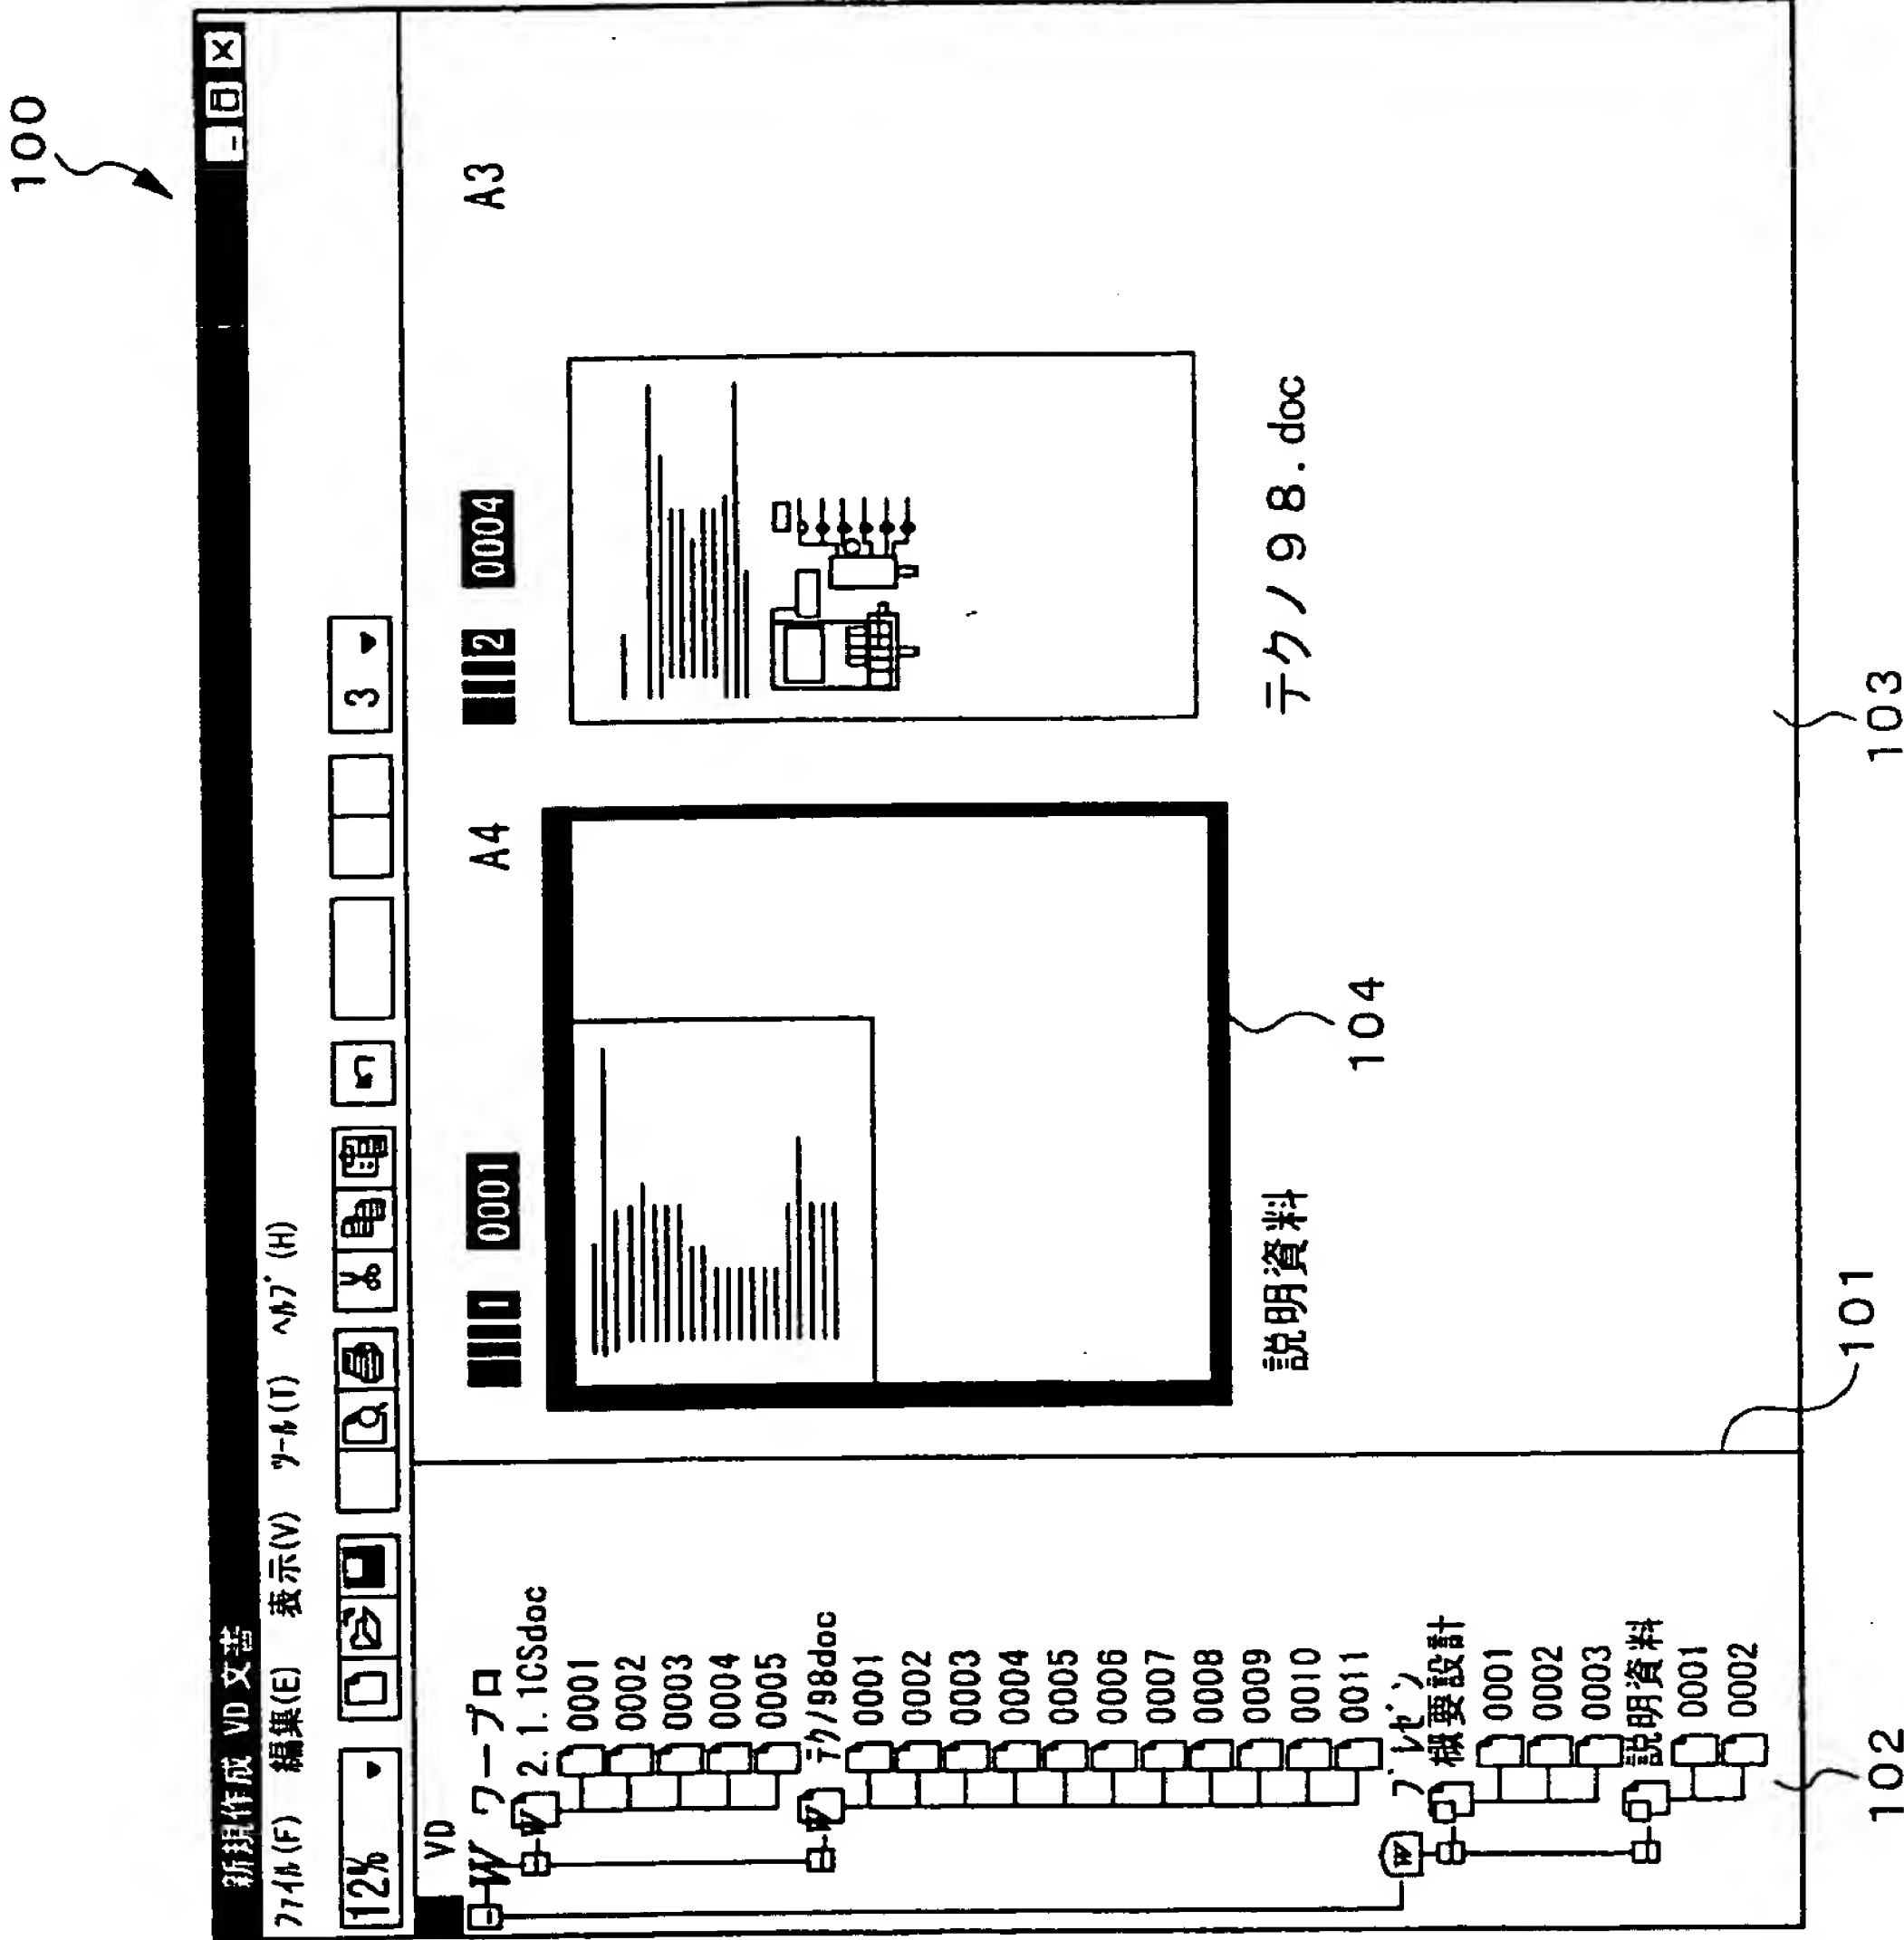 100
新規作成 VD 文書
ファイル(F) 編集(E) 表示(V) ツール(T) ヘルプ(H)
12% 3
VD
W ワープロ
2.1.1CSdoc
0001
0002
0003
0004
0005
テクノ98doc
0001
0002
0003
0004
0005
0006
0007
0008
0009
0010
0011
プレゼン
概要設計
0001
0002
0003
説明資料
0001
0002
1 0001 A4
説明資料
2 0004 A3
テクノ98.doc
104
101
102
103